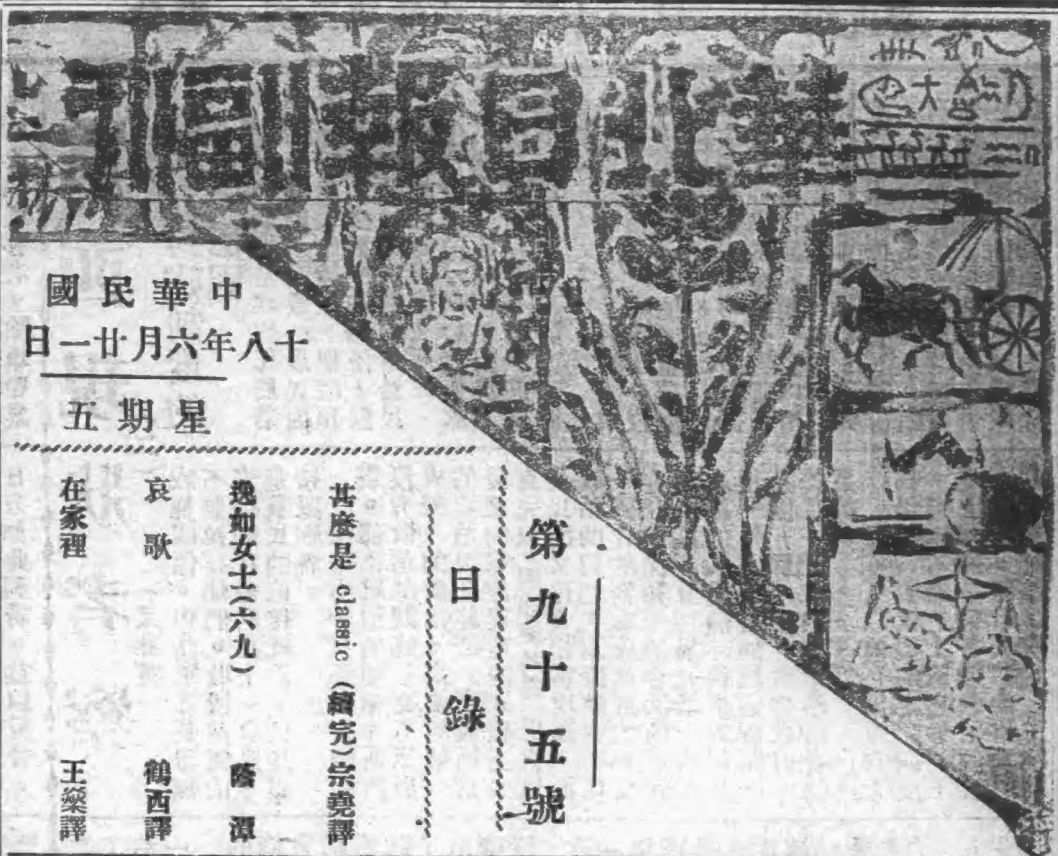 華北日報副刊
中華民國
十八年六月廿一日
星期五
第九十五號
目錄
甚麼是 classic (續完) 宗堯譯
逸如女士(六九) 蔭潭
哀歌 鶴西譯
在家裡 王燊譯